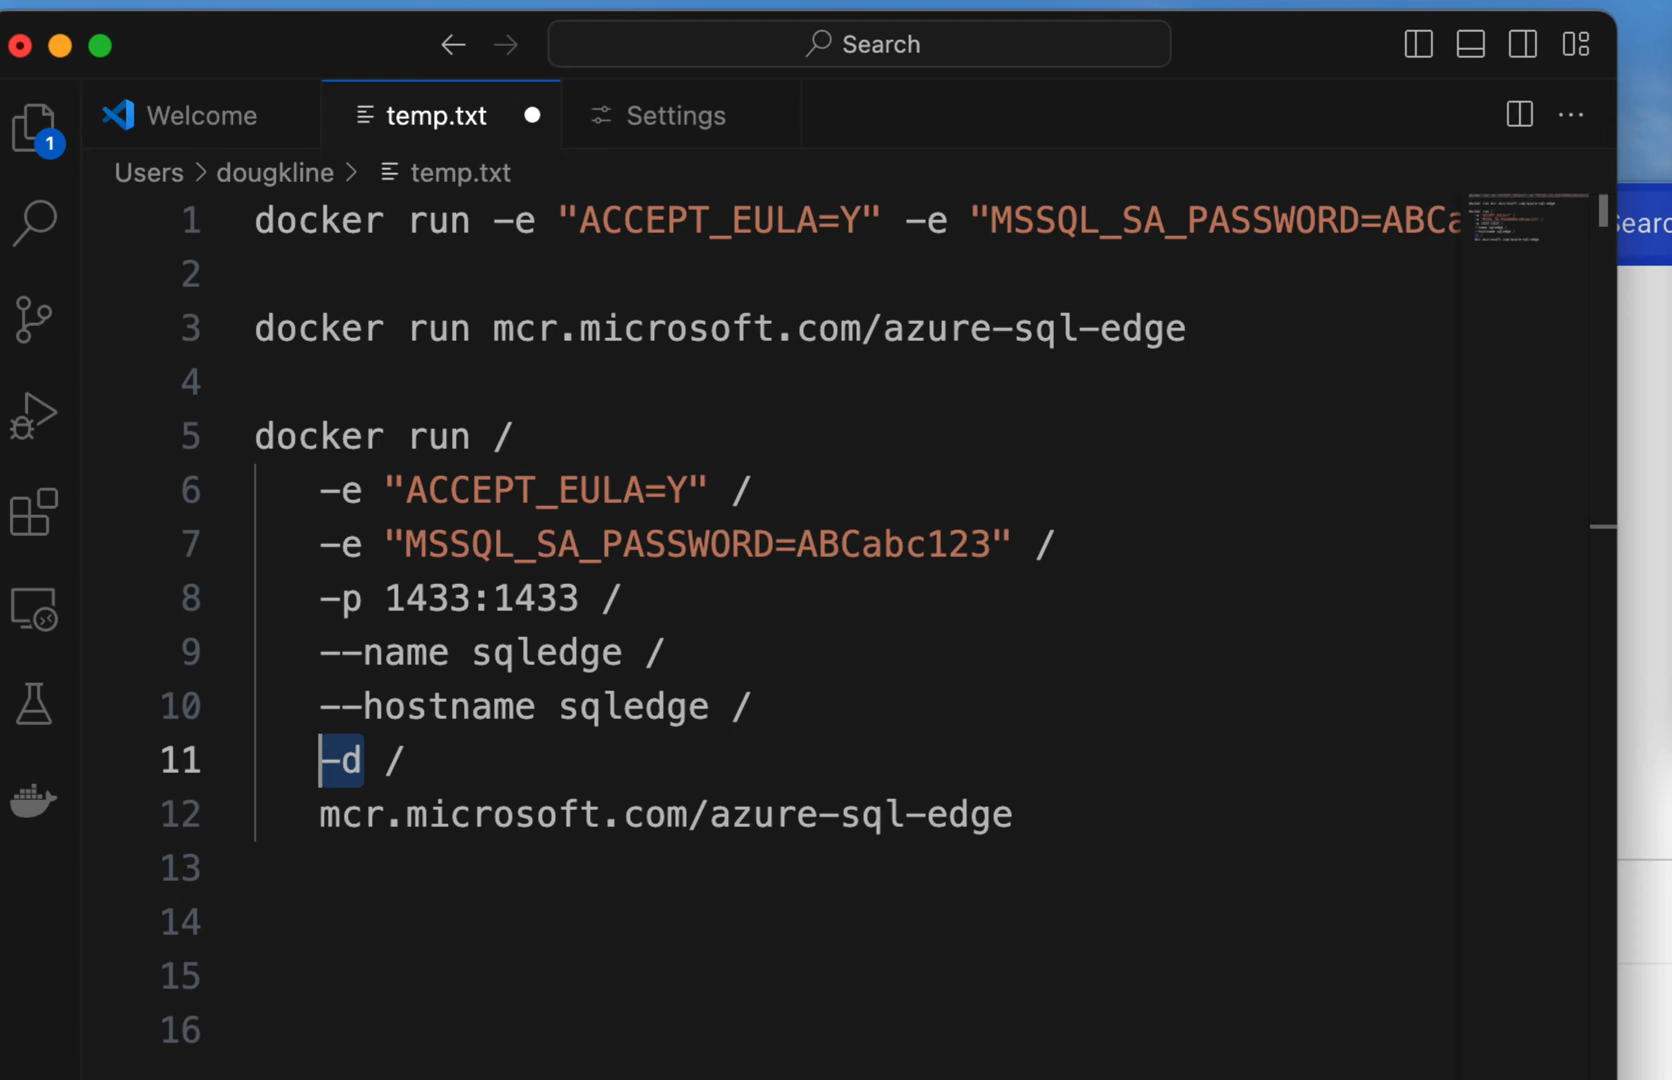 Search
Welcome
temp.txt
Settings
1
Users > dougkline > temp.txt
1 docker run -e "ACCEPT_EULA=Y" -e "MSSQL_SA_PASSWORD=ABCa
2
3 docker run mcr.microsoft.com/azure-sql-edge
4
5 docker run /
6 -e "ACCEPT_EULA=Y" /
7 -e "MSSQL_SA_PASSWORD=ABCabc123" /
8 -p 1433:1433 /
9 --name sqledge /
10 --hostname sqledge /
11 -d /
12 mcr.microsoft.com/azure-sql-edge
13
14
15
16